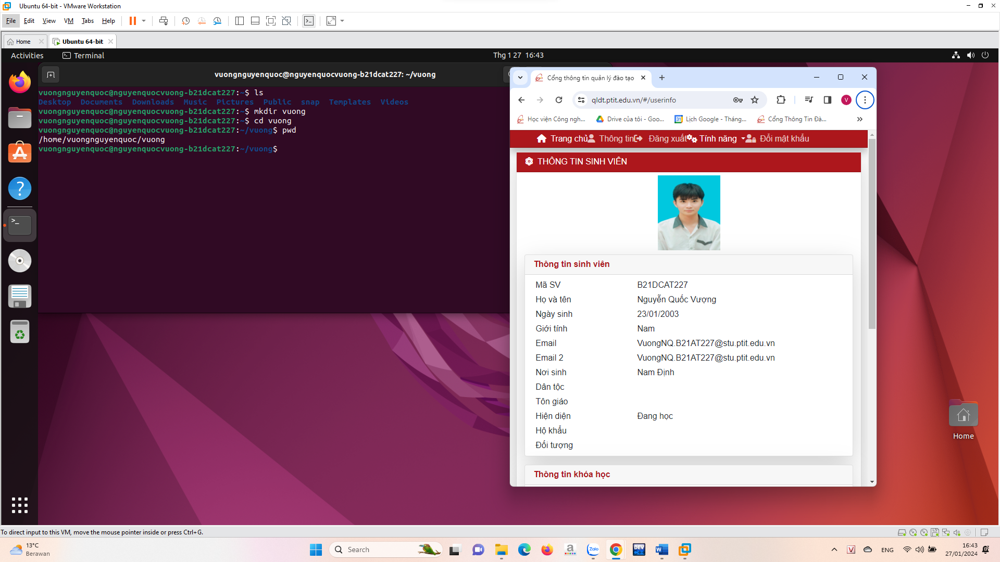 Ubuntu 64-bit - VMware Workstation
File Edit View VM Tabs Help
Home
Ubuntu 64-bit
Activities
Terminal
Thg 1 27 16:43
vuongnguyenquoc@nguyenquocvuong-b21dcat227: ~/vuong
vuongnguyenquoc@nguyenquocvuong-b21dcat227:~$ ls
Desktop Documents Downloads Music Pictures Public snap Templates Videos
vuongnguyenquoc@nguyenquocvuong-b21dcat227:~$ mkdir vuong
vuongnguyenquoc@nguyenquocvuong-b21dcat227:~$ cd vuong
vuongnguyenquoc@nguyenquocvuong-b21dcat227:~/vuong$ pwd
/home/vuongnguyenquoc/vuong
vuongnguyenquoc@nguyenquocvuong-b21dcat227:~/vuong$
Cổng thông tin quản lý đào tạo
qldt.ptit.edu.vn/#/userinfo
V
Học viện Công ngh...
Drive của tôi - Goo...
31
Lịch Google - Tháng...
Cổng Thông Tin Đà...
Trang chủ Thông tin Đăng xuất Tính năng Đổi mật khẩu
THÔNG TIN SINH VIÊN
Thông tin sinh viên
Mã SV B21DCAT227
Họ và tên Nguyễn Quốc Vượng
Ngày sinh 23/01/2003
Giới tính Nam
Email VuongNQ.B21AT227@stu.ptit.edu.vn
Email 2 VuongNQ.B21AT227@stu.ptit.edu.vn
Nơi sinh Nam Định
Dân tộc
Tôn giáo
Hiện diện Đang học
Hộ khẩu
Đối tượng
Thông tin khóa học
Home
To direct input to this VM, move the mouse pointer inside or press Ctrl+G.
13°C
Berawan
Search
a
Zalo
DEV
W
V
ENG
16:43
27/01/2024